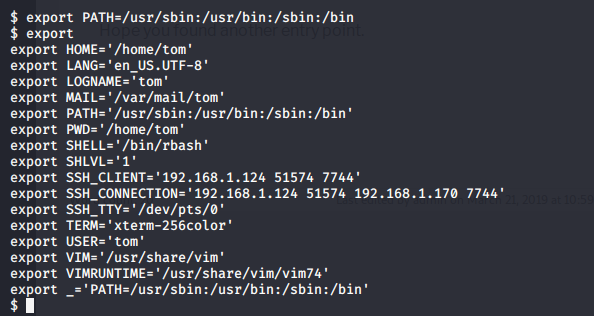 $ export PATH=/usr/sbin:/usr/bin:/sbin:/bin
Hope you found another entry point.
$ export
export HOME='/home/tom'
export LANG='en_US.UTF-8'
export LOGNAME='tom'
export MAIL='/var/mail/tom'
export PATH='/usr/sbin:/usr/bin:/sbin:/bin'
export PWD='/home/tom'
export SHELL='/bin/rbash'
export SHLVL='1'
export SSH_CLIENT='192.168.1.124 51574 7744'
export SSH_CONNECTION='192.168.1.124 51574 192.168.1.170 7744'
export SSH_TTY='/dev/pts/0'
export TERM='xterm-256color'
export USER='tom'
export VIM='/usr/share/vim'
export VIMRUNTIME='/usr/share/vim/vim74'
export _='PATH=/usr/sbin:/usr/bin:/sbin:/bin'
$